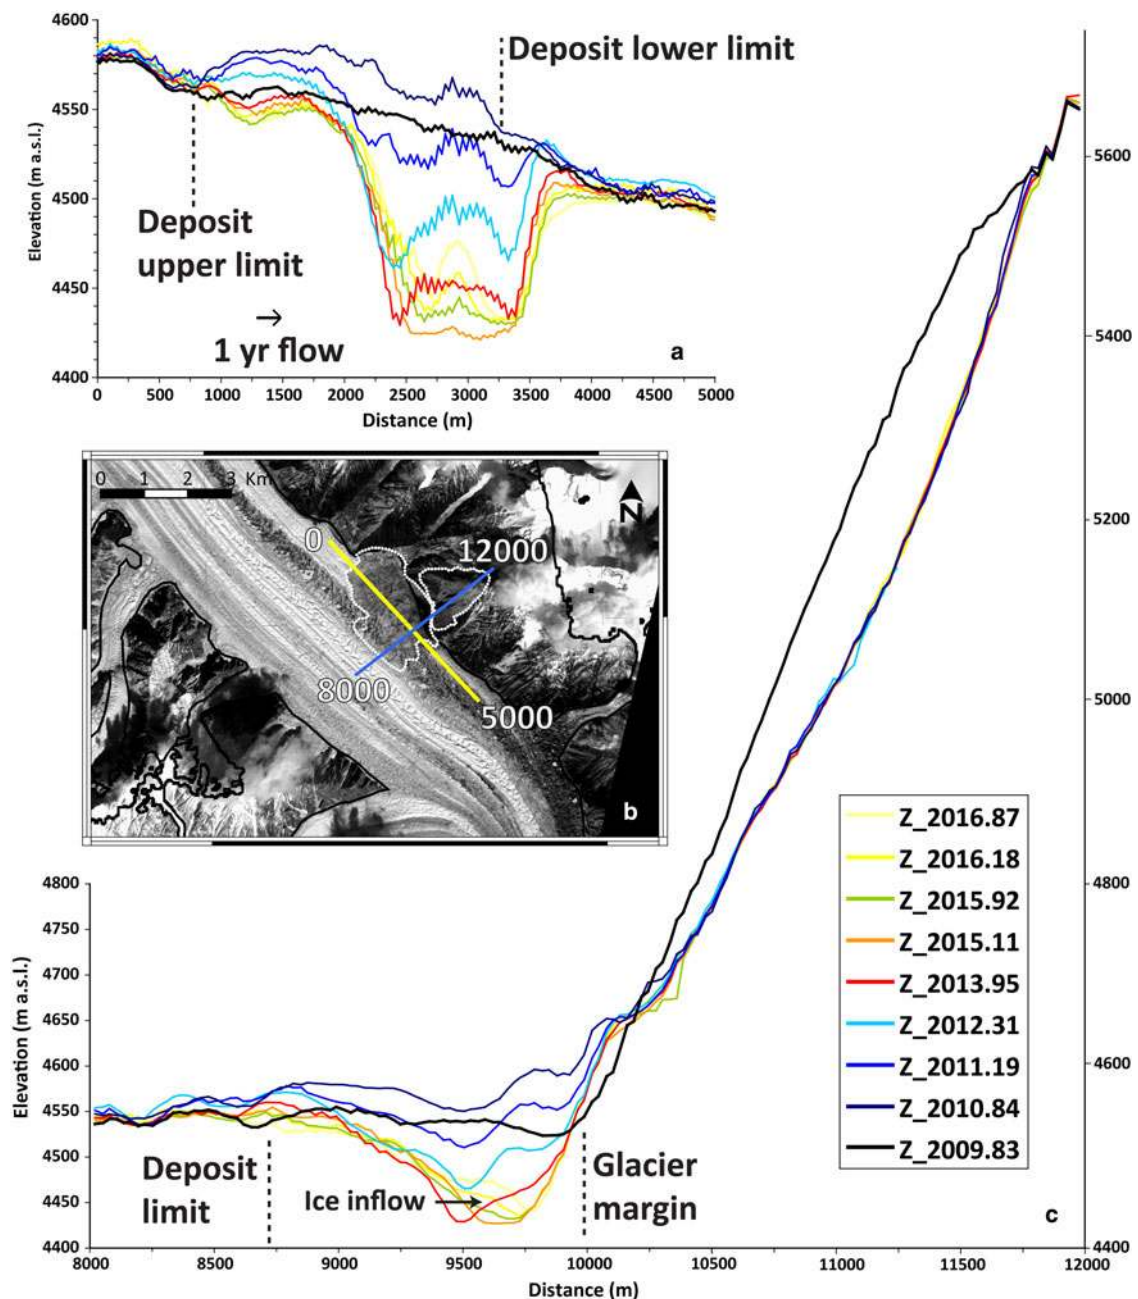 4600
4550
4500
4450
4400
Elevation (m a.s.l.)
Deposit lower limit
Deposit
upper limit
→
1 yr flow
a
0 500 1000 1500 2000 2500 3000 3500 4000 4500 5000
Distance (m)
5600
5400
5200
5000
4800
4600
4400
0 1 2 3 Km
N
0
12000
8000
5000
b
Z_2016.87
Z_2016.18
Z_2015.92
Z_2015.11
Z_2013.95
Z_2012.31
Z_2011.19
Z_2010.84
Z_2009.83
4800
4750
4700
4650
4600
4550
4500
4450
4400
Elevation (m a.s.l.)
Deposit
limit
Ice inflow
Glacier
margin
c
8000 8500 9000 9500 10000 10500 11000 11500 12000
Distance (m)